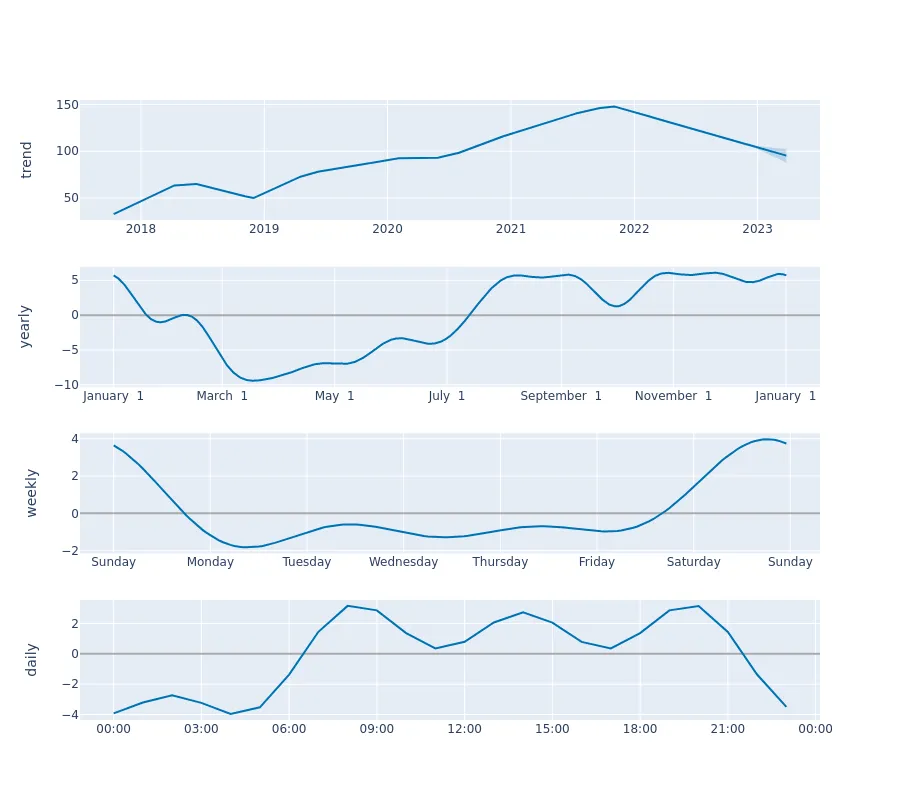 trend
150
100
50
2018 2019 2020 2021 2022 2023
yearly
5
0
−5
−10
January 1 March 1 May 1 July 1 September 1 November 1 January 1
weekly
4
2
0
−2
Sunday Monday Tuesday Wednesday Thursday Friday Saturday Sunday
daily
2
0
−2
−4
00:00 03:00 06:00 09:00 12:00 15:00 18:00 21:00 00:00